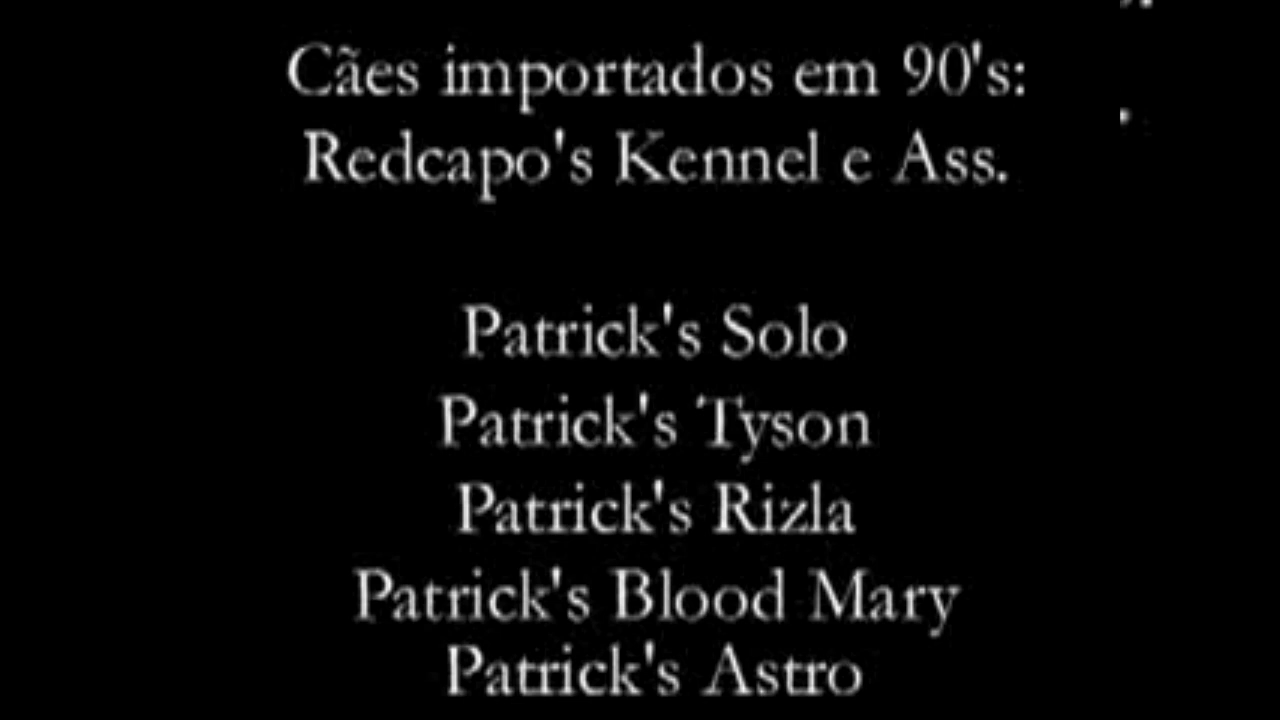 Cães importados em 90's:
Redcapo's Kennel e Ass.
Patrick's Solo
Patrick's Tyson
Patrick's Rizla
Patrick's Blood Mary
Patrick's Astro